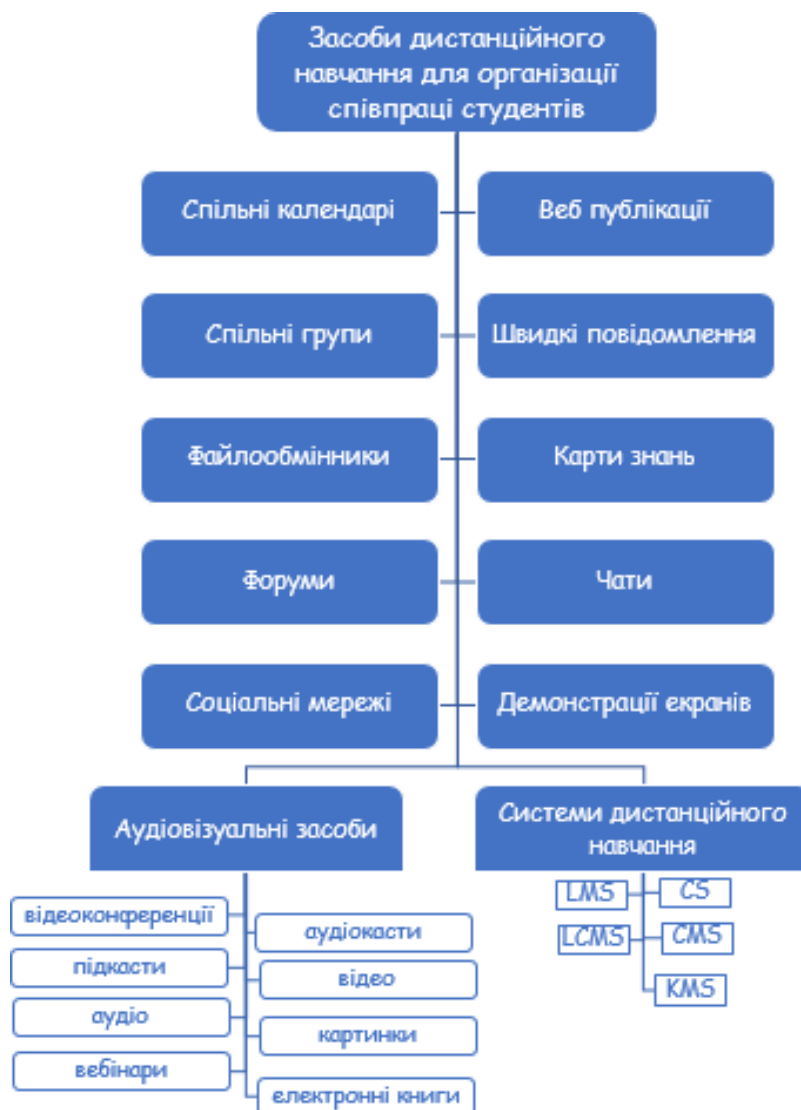 Засоби дистанційного
навчання для організації
співпраці студентів
Спільні календарі
Веб публікації
Спільні групи
Швидкі повідомлення
Файлообмінники
Карти знань
Форуми
Чати
Соціальні мережі
Демонстрації екранів
Аудіовізуальні засоби
Системи дистанційного
навчання
відеоконференції
аудіокасти
підкасти
відео
аудіо
картинки
вебінари
електронні книги
LMS
CS
LCMS
CMS
KMS